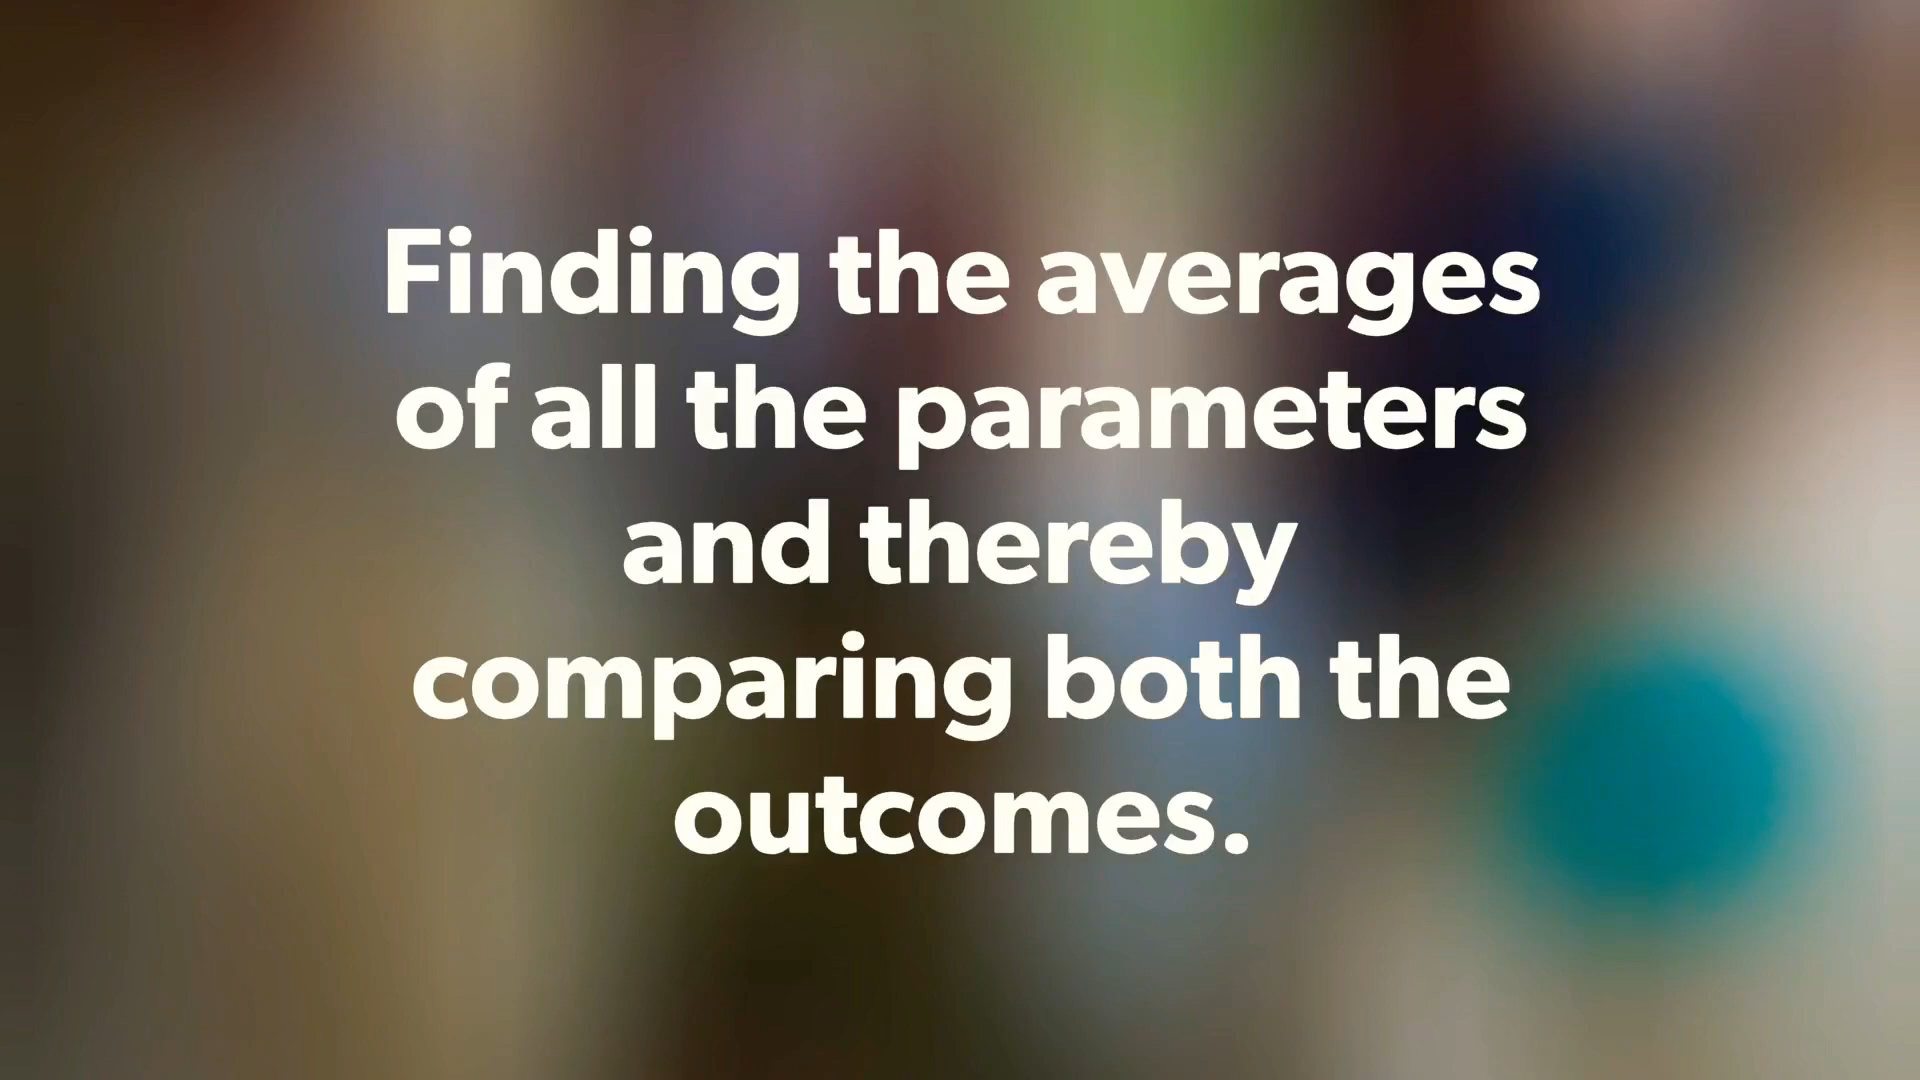 Finding the averages
of all the parameters
and thereby
comparing both the
outcomes.